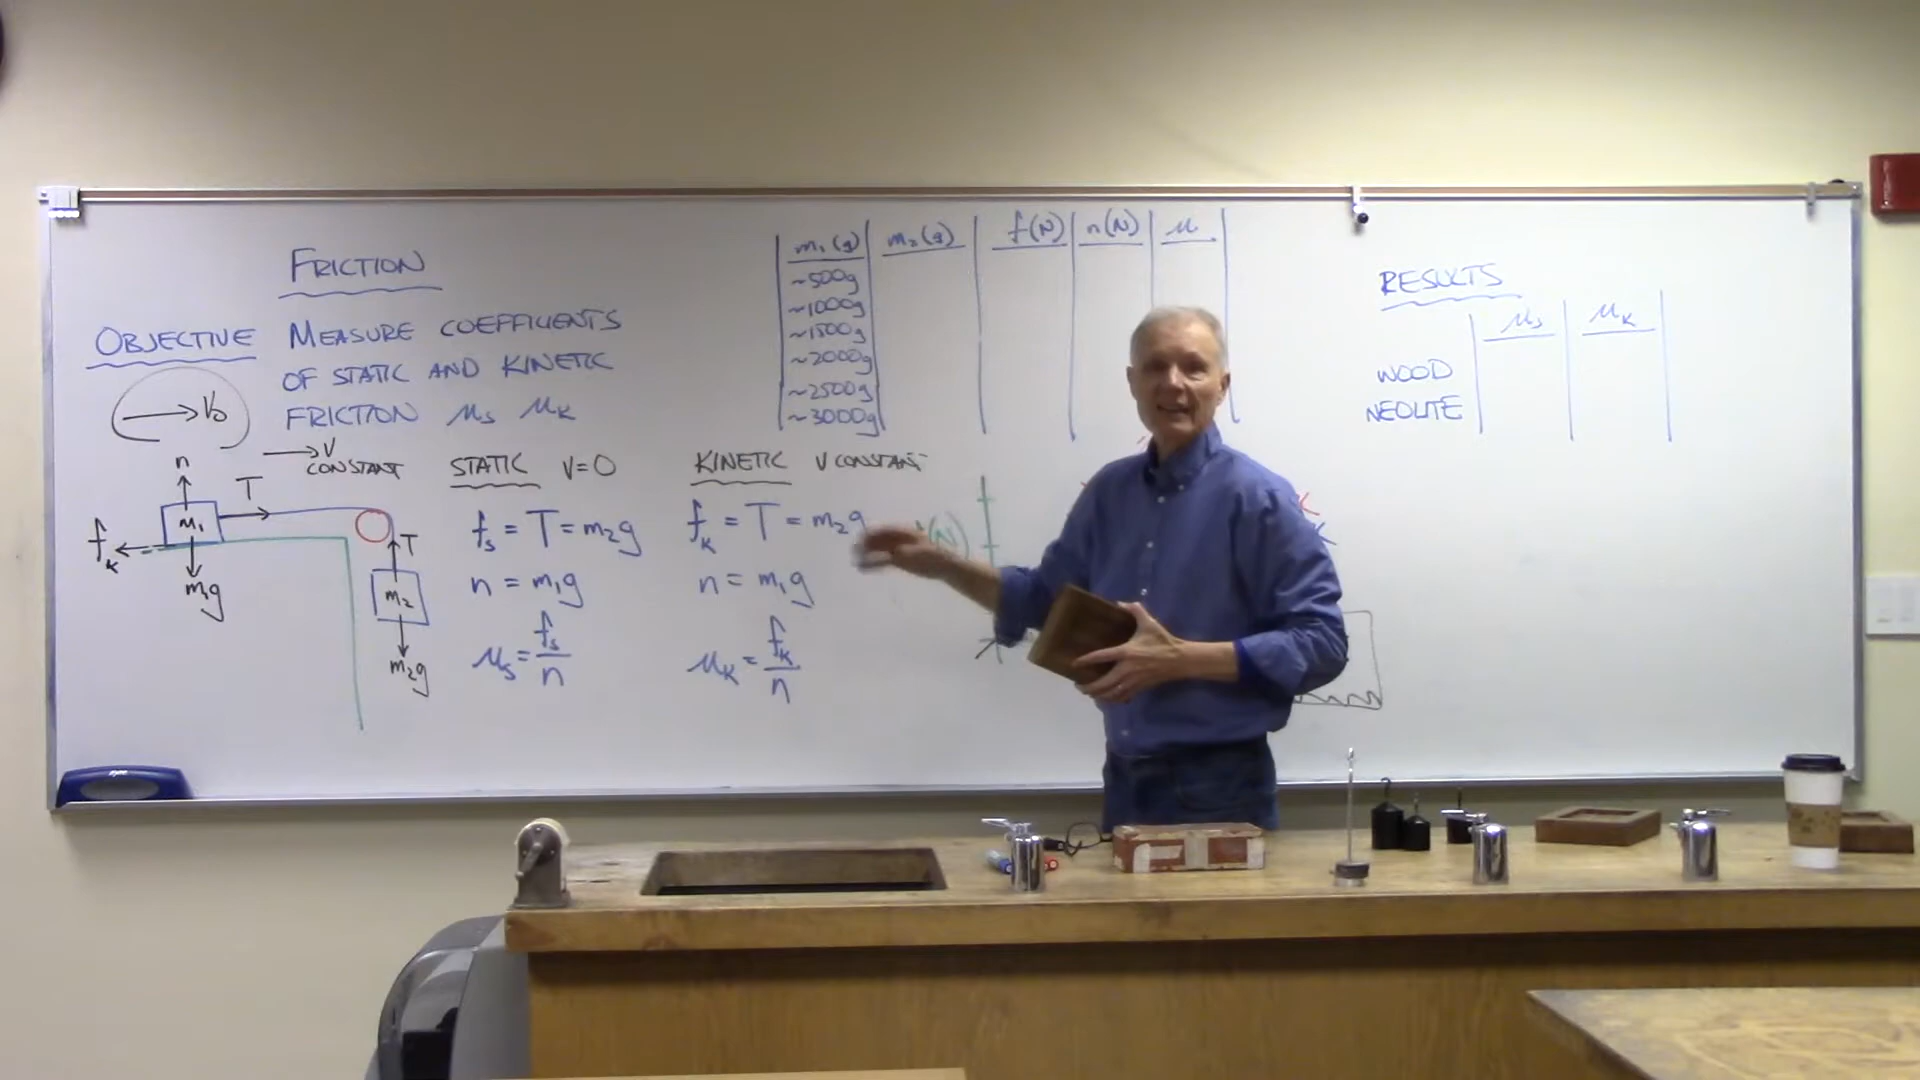 FRICTION
OBJECTIVE MEASURE COEFFICIENTS
OF STATIC AND KINETIC
FRICTION μs μK
→ V0
→ V
CONSTANT
n
T
m1
fK
m1g
T
m2
m2g
STATIC V=0
fs = T = m2g
n = m1g
μs = fs/n
KINETIC V CONSTANT
fK = T = m2g
n = m1g
μK = fK/n
m1(g) m2(g) f(N) n(N) μ
~500g
~1000g
~1500g
~2000g
~2500g
~3000g
(N)
K
K
RESULTS
μs μK
WOOD
NEOLITE